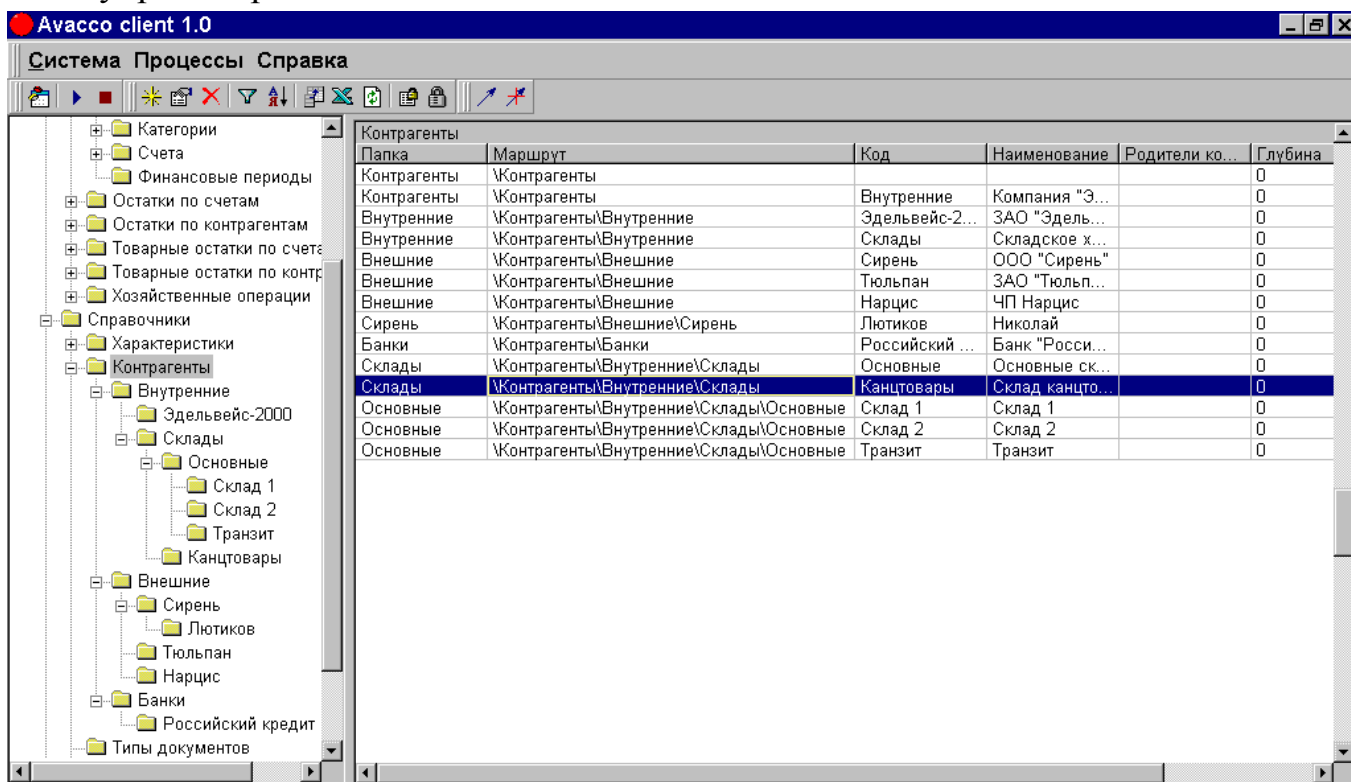 Avacco client 1.0
Система Процессы Справка
Категории
Счета
Финансовые периоды
Остатки по счетам
Остатки по контрагентам
Товарные остатки по счета
Товарные остатки по контр
Хозяйственные операции
Справочники
Характеристики
Контрагенты
Внутренние
Эдельвейс-2000
Склады
Основные
Склад 1
Склад 2
Транзит
Канцтовары
Внешние
Сирень
Лютиков
Тюльпан
Нарцис
Банки
Российский кредит
Типы документов
Контрагенты
Папка Маршрут Код Наименование Родители ко... Глубина
Контрагенты \Контрагенты 0
Контрагенты \Контрагенты Внутренние Компания "Э... 0
Внутренние \Контрагенты\Внутренние Эдельвейс-2... ЗАО "Эдель... 0
Внутренние \Контрагенты\Внутренние Склады Складское х... 0
Внешние \Контрагенты\Внешние Сирень ООО "Сирень" 0
Внешние \Контрагенты\Внешние Тюльпан ЗАО "Тюльп... 0
Внешние \Контрагенты\Внешние Нарцис ЧП Нарцис 0
Сирень \Контрагенты\Внешние\Сирень Лютиков Николай 0
Банки \Контрагенты\Банки Российский ... Банк "Росси... 0
Склады \Контрагенты\Внутренние\Склады Основные Основные ск... 0
Склады \Контрагенты\Внутренние\Склады Канцтовары Склад канцто... 0
Основные \Контрагенты\Внутренние\Склады\Основные Склад 1 Склад 1 0
Основные \Контрагенты\Внутренние\Склады\Основные Склад 2 Склад 2 0
Основные \Контрагенты\Внутренние\Склады\Основные Транзит Транзит 0